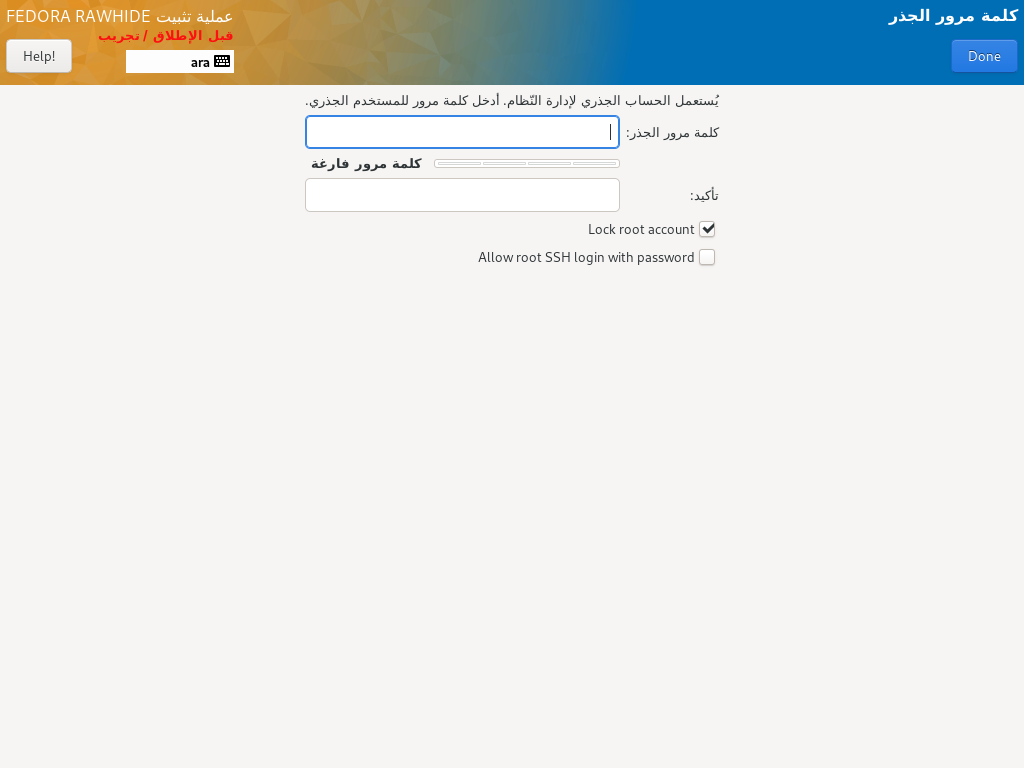 كلمة مرور الجذر
عملية تثبيت FEDORA RAWHIDE
قبل الإطلاق / تجريب
Done
ara
Help!
يُستعمل الحساب الجذري لإدارة النّظام. أدخل كلمة مرور للمستخدم الجذري.
كلمة مرور الجذر:
كلمة مرور فارغة
تأكيد:
Lock root account
Allow root SSH login with password